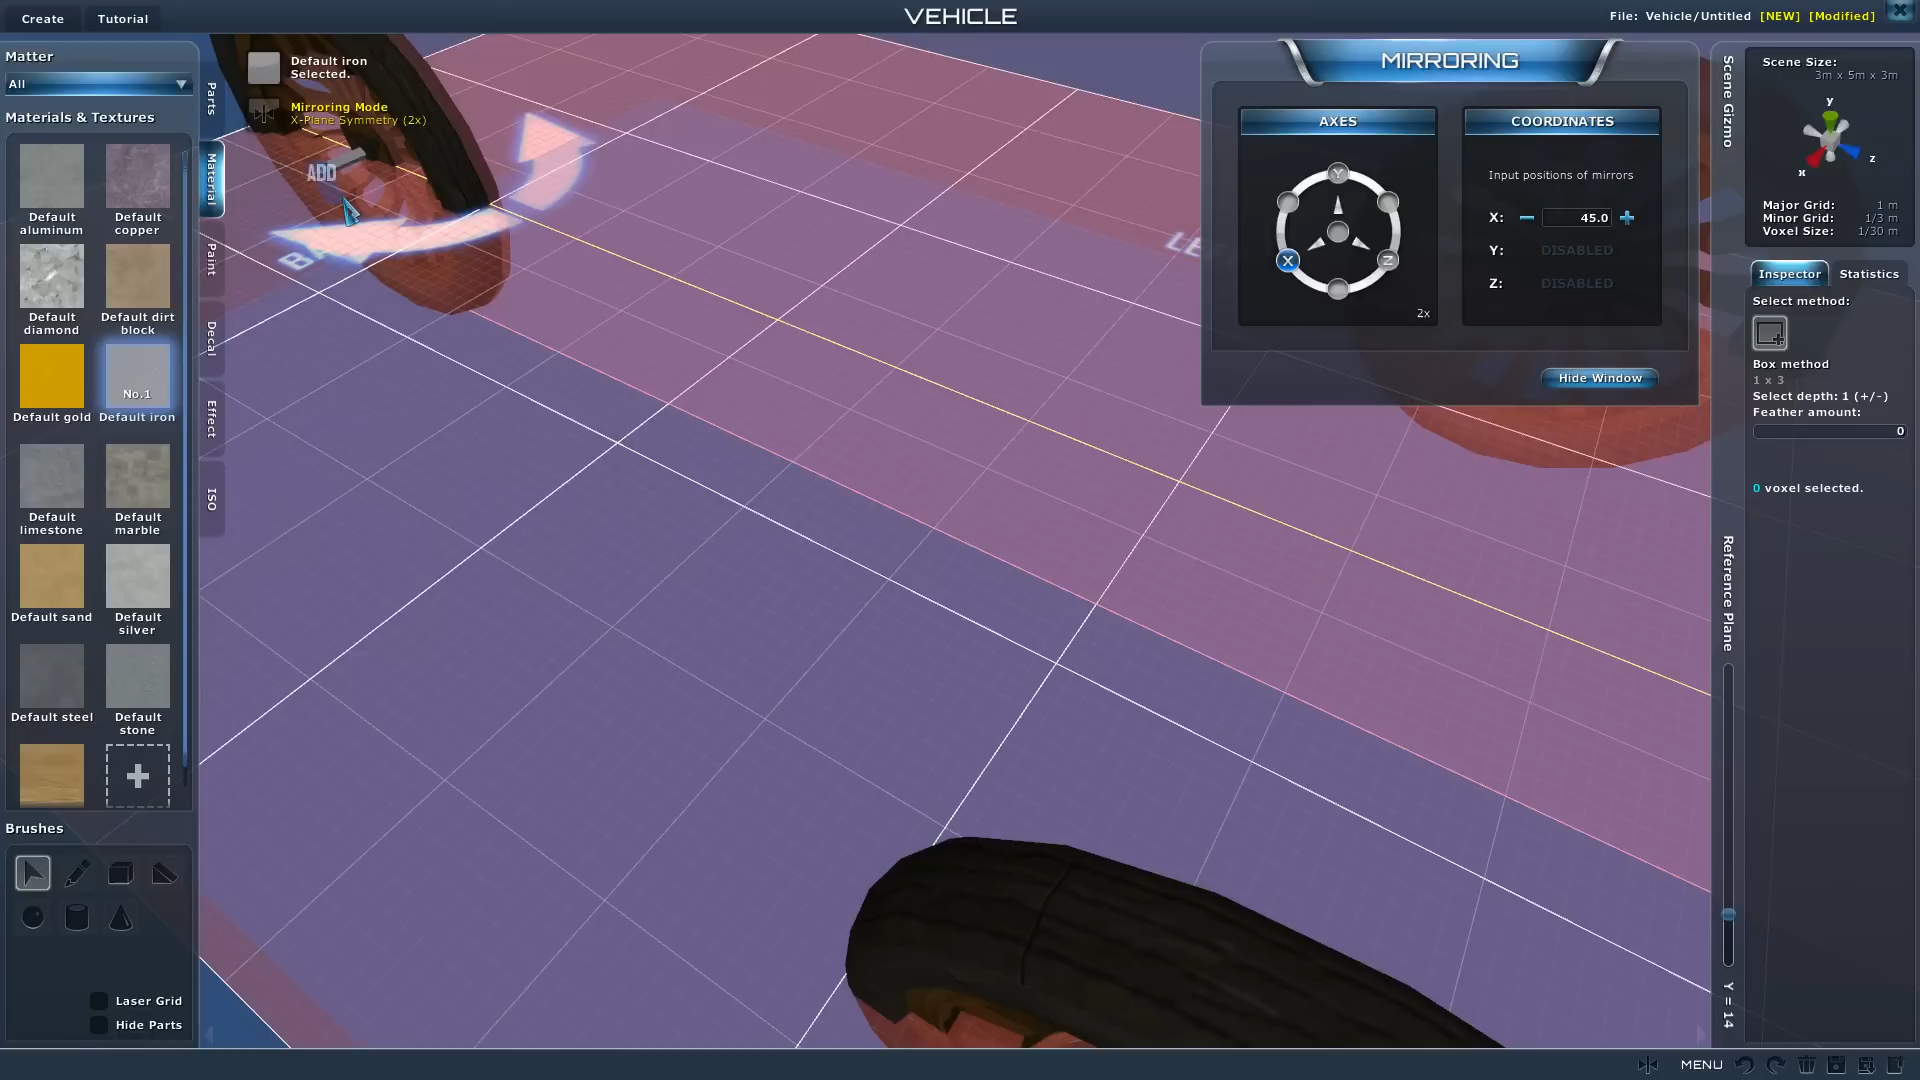 Create
Tutorial
VEHICLE
File: Vehicle/Untitled [NEW] [Modified]
Matter
All
Materials & Textures
Default aluminum
Default copper
Default diamond
Default dirt block
Default gold
No.1
Default iron
Default limestone
Default marble
Default sand
Default silver
Default steel
Default stone
Brushes
Laser Grid
Hide Parts
Parts
Material
Paint
Decal
Effect
ISO
Default iron
Selected.
Mirroring Mode
X-Plane Symmetry (2x)
ADD
MIRRORING
AXES
Y
X
Z
2x
COORDINATES
Input positions of mirrors
X: 45.0
Y: DISABLED
Z: DISABLED
Hide Window
Scene Gizmo
Reference Plane
Y = 14
Scene Size:
3m x 5m x 3m
y
z
x
Major Grid: 1 m
Minor Grid: 1/3 m
Voxel Size: 1/30 m
Inspector
Statistics
Select method:
Box method
1 x 3
Select depth: 1 (+/-)
Feather amount:
0
0 voxel selected.
MENU